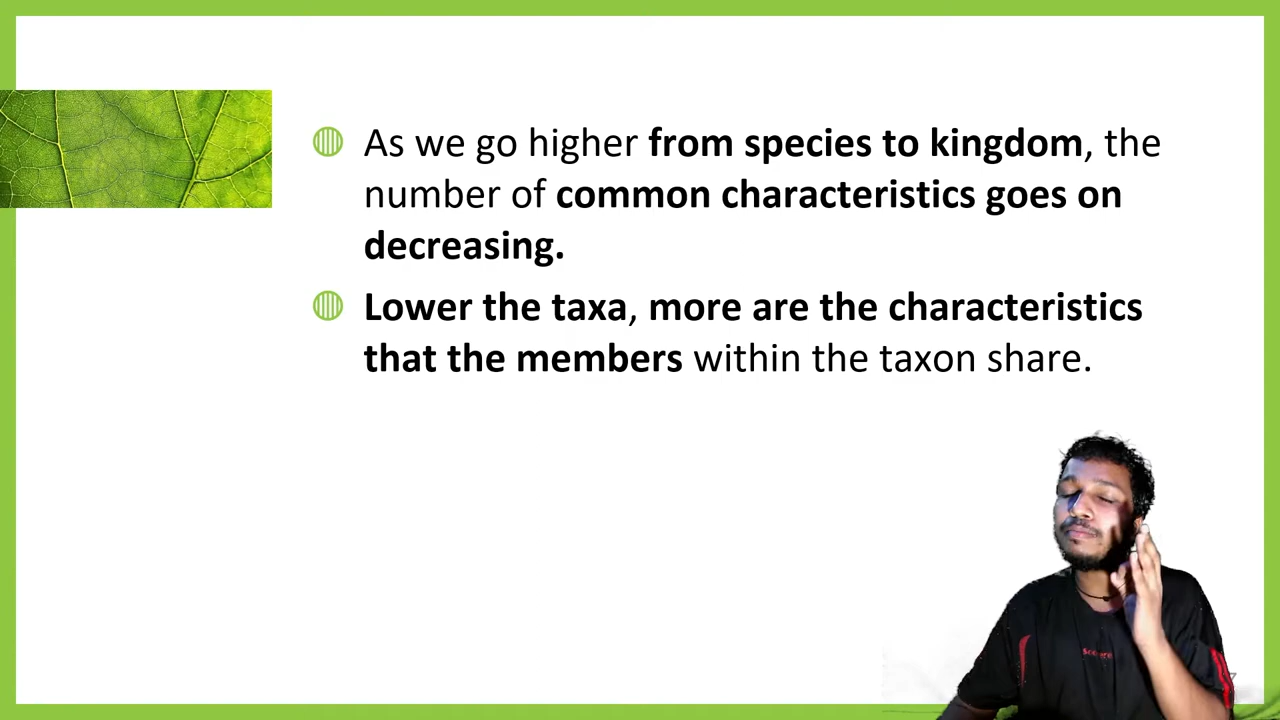 As we go higher from species to kingdom, the
number of common characteristics goes on
decreasing.
Lower the taxa, more are the characteristics
that the members within the taxon share.